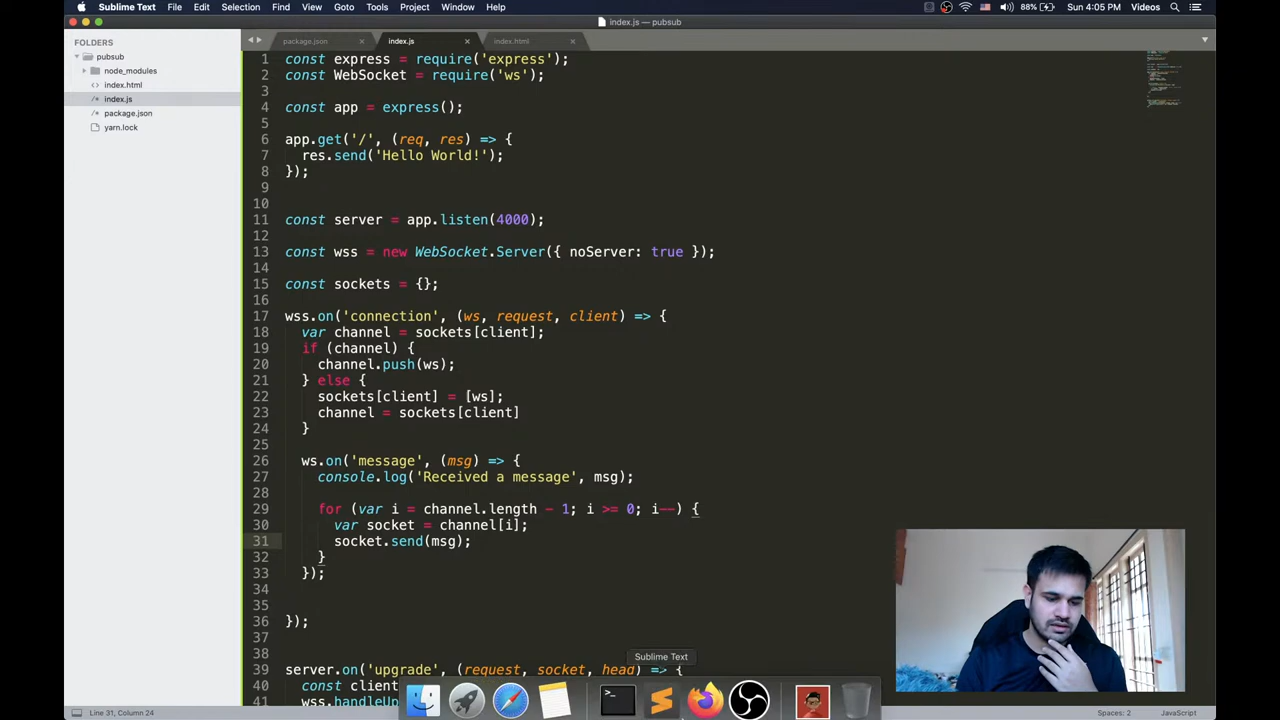 Sublime Text File Edit Selection Find View Goto Tools Project Window Help 88% Sun 4:05 PM Videos
index.js — pubsub
FOLDERS
pubsub
node_modules
index.html
index.js
package.json
yarn.lock
package.json × index.js × index.html ×
1 const express = require('express');
2 const WebSocket = require('ws');
3
4 const app = express();
5
6 app.get('/', (req, res) => {
7 res.send('Hello World!');
8 });
9
10
11 const server = app.listen(4000);
12
13 const wss = new WebSocket.Server({ noServer: true });
14
15 const sockets = {};
16
17 wss.on('connection', (ws, request, client) => {
18 var channel = sockets[client];
19 if (channel) {
20 channel.push(ws);
21 } else {
22 sockets[client] = [ws];
23 channel = sockets[client]
24 }
25
26 ws.on('message', (msg) => {
27 console.log('Received a message', msg);
28
29 for (var i = channel.length - 1; i >= 0; i--) {
30 var socket = channel[i];
31 socket.send(msg);
32 }
33 });
34
35
36 });
37
38
39 server.on('upgrade', (request, socket, head) => {
40 const clien
41 wss.handleUp
Sublime Text
Line 31, Column 24
Spaces: 2 JavaScript